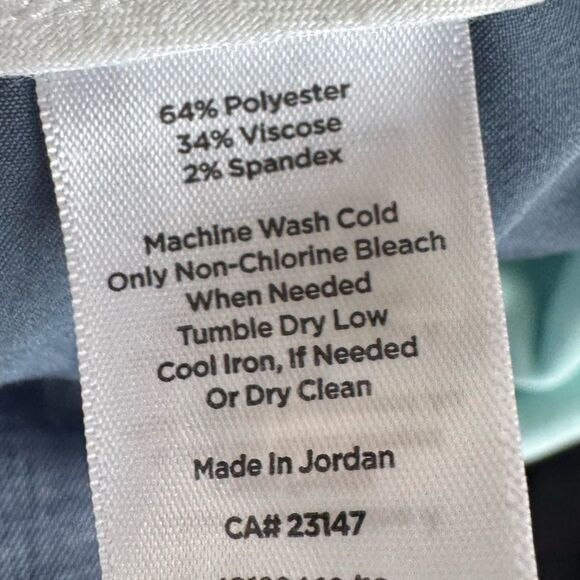 64% Polyester
34% Viscose
2% Spandex
Machine Wash Cold
Only Non-Chlorine Bleach
When Needed
Tumble Dry Low
Cool Iron, If Needed
Or Dry Clean
Made In Jordan
CA# 23147